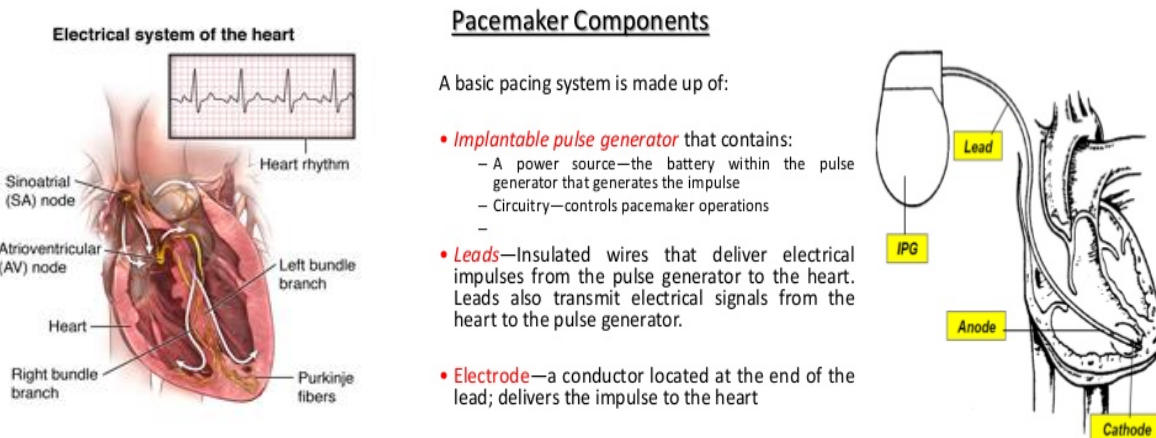 Electrical system of the heart
Heart rhythm
Sinoatrial
(SA) node
Atrioventricular
(AV) node
Left bundle
branch
Heart
Right bundle
branch
Purkinje
fibers
Pacemaker Components
A basic pacing system is made up of:
• Implantable pulse generator that contains:
– A power source—the battery within the pulse
generator that generates the impulse
– Circuitry—controls pacemaker operations
–
• Leads—Insulated wires that deliver electrical
impulses from the pulse generator to the heart.
Leads also transmit electrical signals from the
heart to the pulse generator.
• Electrode—a conductor located at the end of the
lead; delivers the impulse to the heart
Lead
IPG
Anode
Cathode